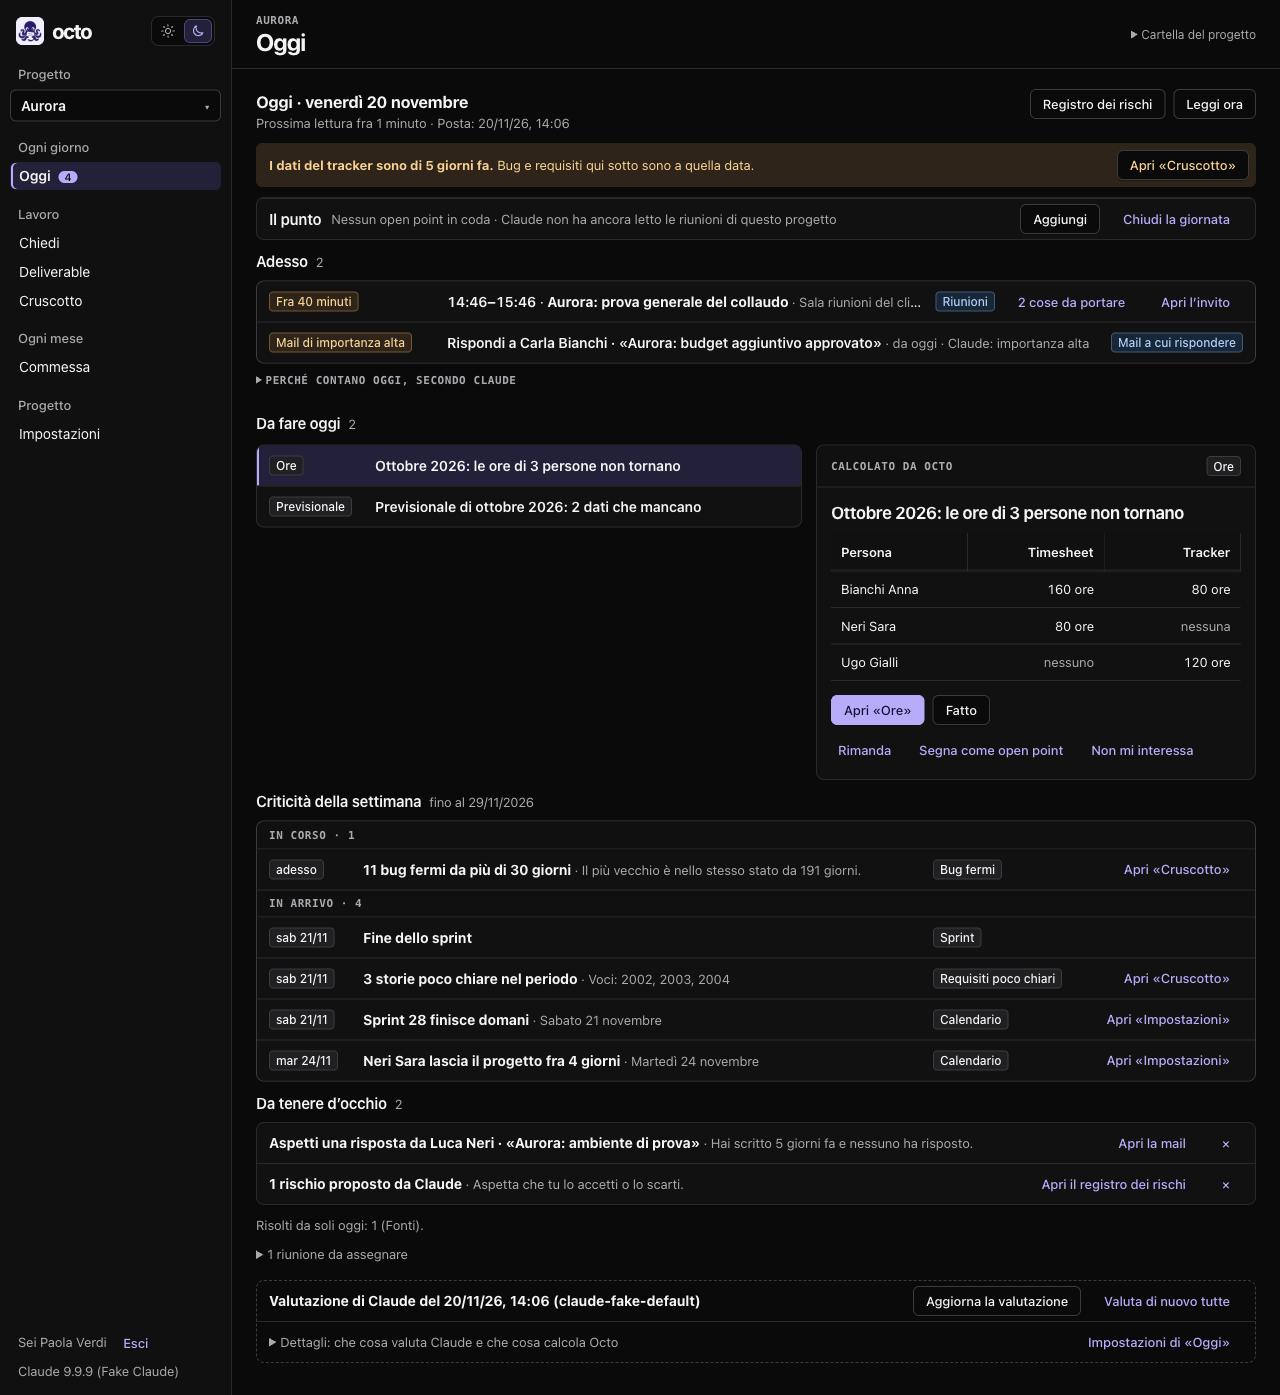 octo
Progetto
Aurora
Ogni giorno
Oggi 4
Lavoro
Chiedi
Deliverable
Cruscotto
Ogni mese
Commessa
Progetto
Impostazioni
Sei Paola Verdi Esci
Claude 9.9.9 (Fake Claude)
AURORA
Oggi
Cartella del progetto
Oggi · venerdì 20 novembre
Prossima lettura fra 1 minuto · Posta: 20/11/26, 14:06
Registro dei rischi
Leggi ora
I dati del tracker sono di 5 giorni fa. Bug e requisiti qui sotto sono a quella data.
Apri «Cruscotto»
Il punto Nessun open point in coda · Claude non ha ancora letto le riunioni di questo progetto
Aggiungi
Chiudi la giornata
Adesso 2
Fra 40 minuti 14:46–15:46 · Aurora: prova generale del collaudo · Sala riunioni del cli… Riunioni 2 cose da portare Apri l’invito
Mail di importanza alta Rispondi a Carla Bianchi · «Aurora: budget aggiuntivo approvato» · da oggi · Claude: importanza alta Mail a cui rispondere
PERCHÉ CONTANO OGGI, SECONDO CLAUDE
Da fare oggi 2
Ore Ottobre 2026: le ore di 3 persone non tornano
Previsionale Previsionale di ottobre 2026: 2 dati che mancano
CALCOLATO DA OCTO Ore
Ottobre 2026: le ore di 3 persone non tornano
Persona Timesheet Tracker
Bianchi Anna 160 ore 80 ore
Neri Sara 80 ore nessuna
Ugo Gialli nessuno 120 ore
Apri «Ore» Fatto
Rimanda Segna come open point Non mi interessa
Criticità della settimana fino al 29/11/2026
IN CORSO · 1
adesso 11 bug fermi da più di 30 giorni · Il più vecchio è nello stesso stato da 191 giorni. Bug fermi Apri «Cruscotto»
IN ARRIVO · 4
sab 21/11 Fine dello sprint Sprint
sab 21/11 3 storie poco chiare nel periodo · Voci: 2002, 2003, 2004 Requisiti poco chiari Apri «Cruscotto»
sab 21/11 Sprint 28 finisce domani · Sabato 21 novembre Calendario Apri «Impostazioni»
mar 24/11 Neri Sara lascia il progetto fra 4 giorni · Martedì 24 novembre Calendario Apri «Impostazioni»
Da tenere d’occhio 2
Aspetti una risposta da Luca Neri · «Aurora: ambiente di prova» · Hai scritto 5 giorni fa e nessuno ha risposto. Apri la mail ×
1 rischio proposto da Claude · Aspetta che tu lo accetti o lo scarti. Apri il registro dei rischi ×
Risolti da soli oggi: 1 (Fonti).
1 riunione da assegnare
Valutazione di Claude del 20/11/26, 14:06 (claude-fake-default) Aggiorna la valutazione Valuta di nuovo tutte
Dettagli: che cosa valuta Claude e che cosa calcola Octo Impostazioni di «Oggi»